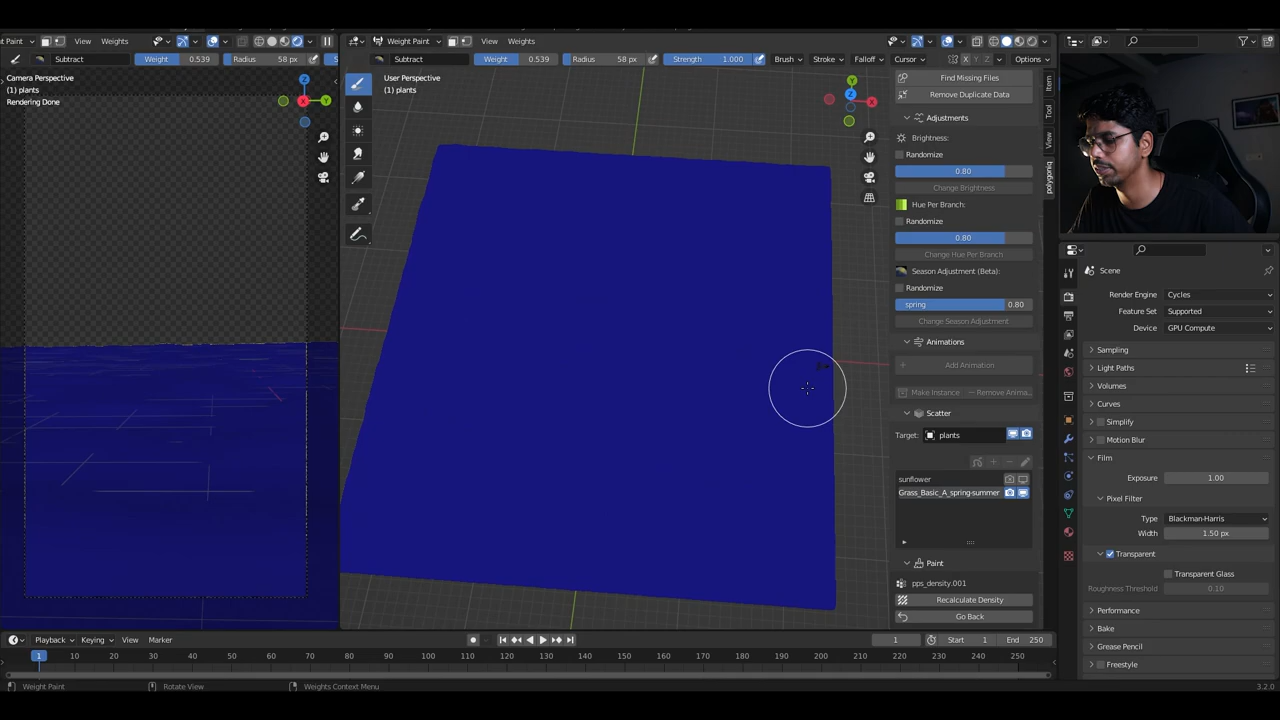 nt Paint View Weights
Weight Paint View Weights
Subtract Weight 0.539 Radius 58 px S
Subtract Weight 0.539 Radius 58 px Strength 1.000 Brush Stroke Falloff Cursor X Options
Camera Perspective
(1) plants
Rendering Done
User Perspective
(1) plants
Z
Y
X
Y
Z
X
Find Missing Files
Remove Duplicate Data
Adjustments
Brightness:
Randomize
0.80
Change Brightness
Hue Per Branch:
Randomize
0.80
Change Hue Per Branch
Season Adjustment (Beta):
Randomize
spring 0.80
Change Season Adjustment
Animations
Add Animation
Make Instance Remove Anima...
Scatter
Target: plants
sunflower
Grass_Basic_A_spring-summer
Paint
pps_density.001
Recalculate Density
Go Back
Item
Tool
View
polygoniq
Scene
Render Engine Cycles
Feature Set Supported
Device GPU Compute
Sampling
Light Paths
Volumes
Curves
Simplify
Motion Blur
Film
Exposure 1.00
Pixel Filter
Type Blackman-Harris
Width 1.50 px
Transparent
Transparent Glass
Roughness Threshold 0.10
Performance
Bake
Grease Pencil
Freestyle
Playback Keying View Marker 1 Start 1 End 250
1 10 20 30 40 50 60 70 80 90 100 110 120 130 140 150 160 170 180 190 200 210 220 230 240 250
Weight Paint Rotate View Weights Context Menu 3.2.0